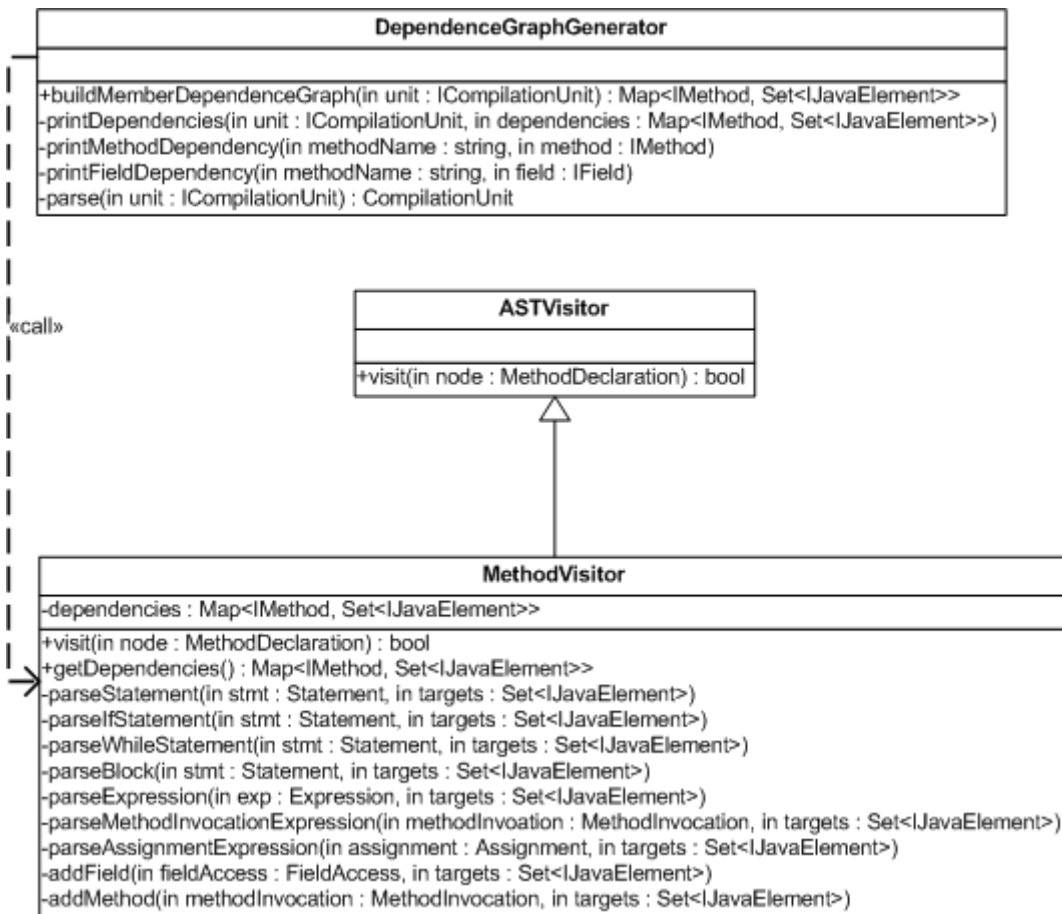 DependenceGraphGenerator
+buildMemberDependenceGraph(in unit : ICompilationUnit) : Map<IMethod, Set<IJavaElement>>
-printDependencies(in unit : ICompilationUnit, in dependencies : Map<IMethod, Set<IJavaElement>>)
-printMethodDependency(in methodName : string, in method : IMethod)
-printFieldDependency(in methodName : string, in field : IField)
-parse(in unit : ICompilationUnit) : CompilationUnit
ASTVisitor
«call»
+visit(in node : MethodDeclaration) : bool
MethodVisitor
-dependencies : Map<IMethod, Set<IJavaElement>>
+visit(in node : MethodDeclaration) : bool
+getDependencies() : Map<IMethod, Set<IJavaElement>>
-parseStatement(in stmt : Statement, in targets : Set<IJavaElement>)
-parseIfStatement(in stmt : Statement, in targets : Set<IJavaElement>)
-parseWhileStatement(in stmt : Statement, in targets : Set<IJavaElement>)
-parseBlock(in stmt : Statement, in targets : Set<IJavaElement>)
-parseExpression(in exp : Expression, in targets : Set<IJavaElement>)
-parseMethodInvocationExpression(in methodInvoation : MethodInvocation, in targets : Set<IJavaElement>)
-parseAssignmentExpression(in assignment : Assignment, in targets : Set<IJavaElement>)
-addField(in fieldAccess : FieldAccess, in targets : Set<IJavaElement>)
-addMethod(in methodInvocation : MethodInvocation, in targets : Set<IJavaElement>)